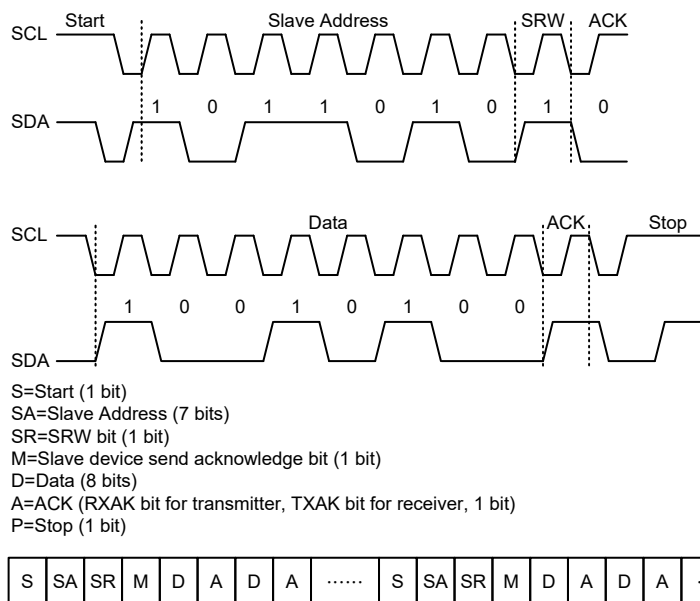 Start Slave Address SRW ACK
SCL
1 0 1 1 0 1 0 1 0
SDA
Data ACK Stop
SCL
1 0 0 1 0 1 0 0
SDA
S=Start (1 bit)
SA=Slave Address (7 bits)
SR=SRW bit (1 bit)
M=Slave device send acknowledge bit (1 bit)
D=Data (8 bits)
A=ACK (RXAK bit for transmitter, TXAK bit for receiver, 1 bit)
P=Stop (1 bit)
S SA SR M D A D A ...... S SA SR M D A D A